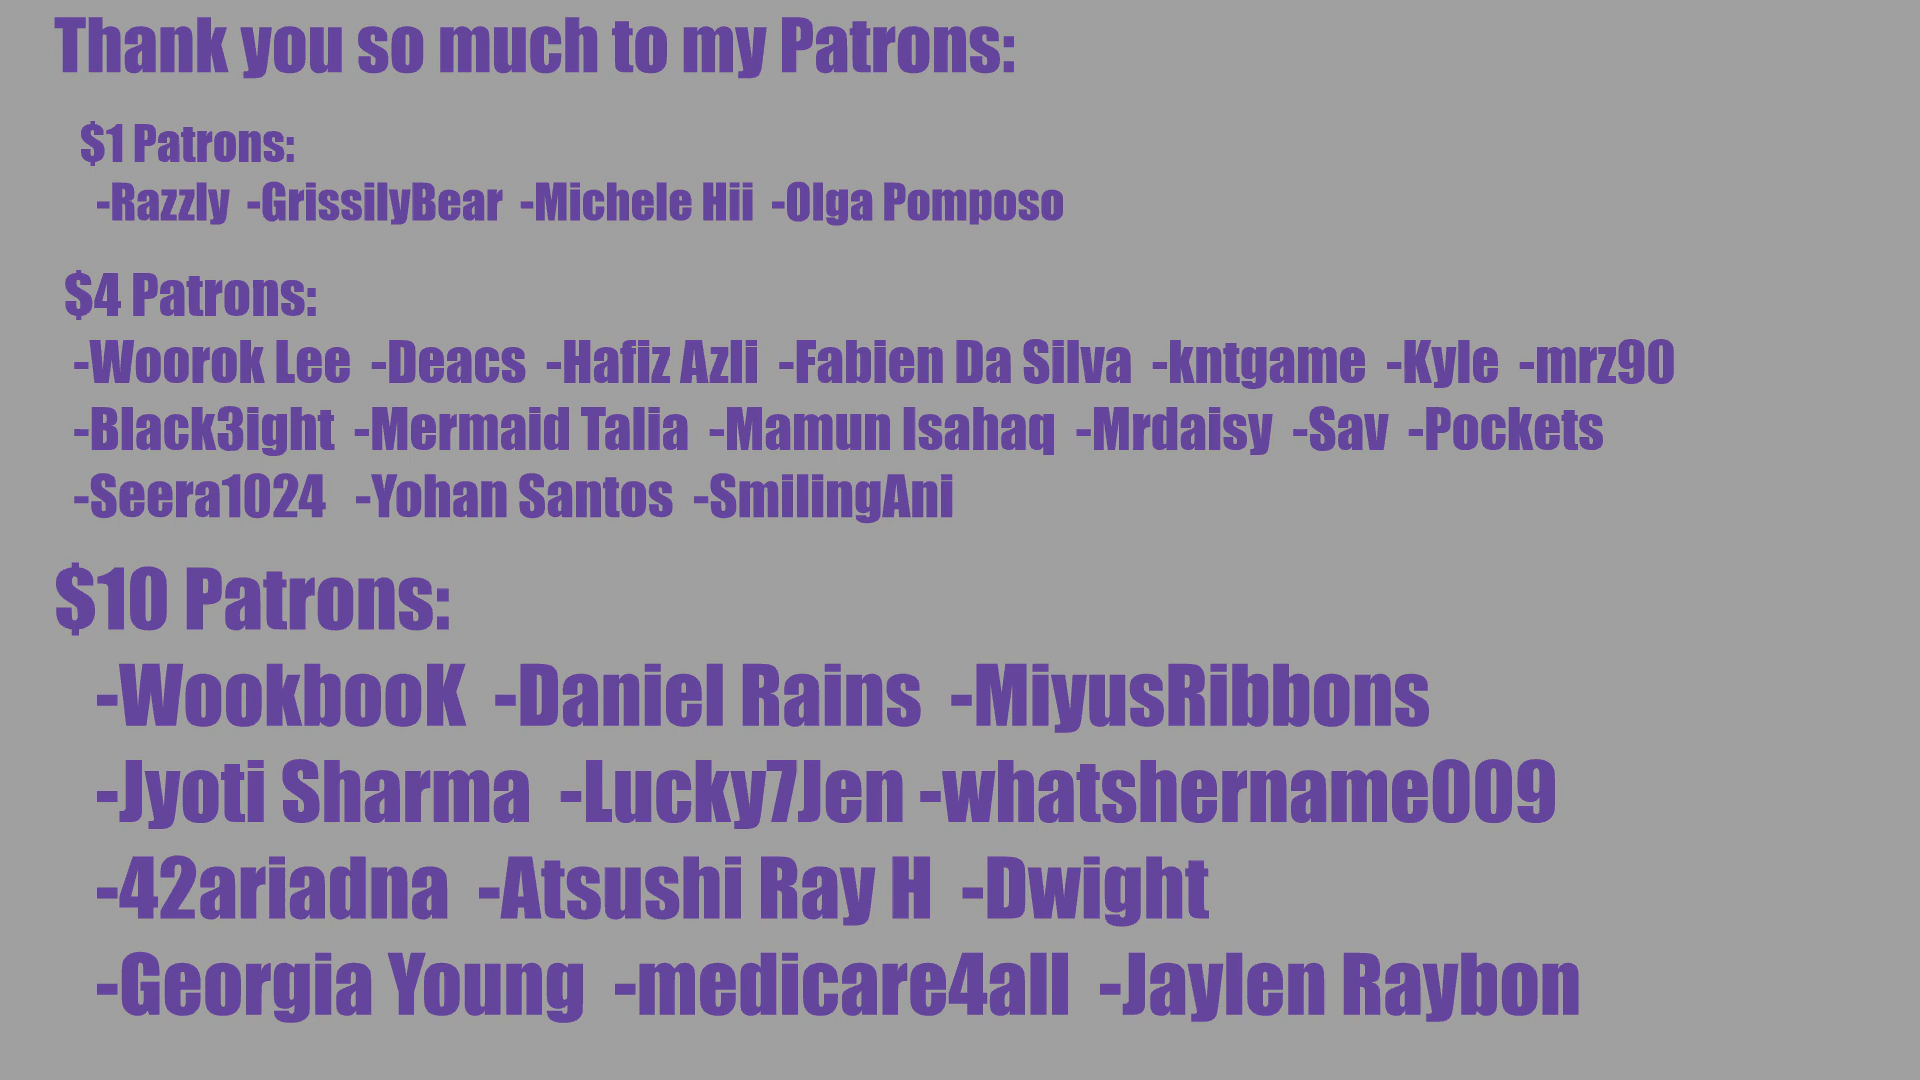 Thank you so much to my Patrons:
$1 Patrons:
-Razzly -GrissilyBear -Michele Hii -Olga Pomposo
$4 Patrons:
-Woorok Lee -Deacs -Hafiz Azli -Fabien Da Silva -kntgame -Kyle -mrz90
-Black3ight -Mermaid Talia -Mamun Isahaq -Mrdaisy -Sav -Pockets
-Seera1024 -Yohan Santos -SmilingAni
$10 Patrons:
-WookbooK -Daniel Rains -MiyusRibbons
-Jyoti Sharma -Lucky7Jen -whatshername009
-42ariadna -Atsushi Ray H -Dwight
-Georgia Young -medicare4all -Jaylen Raybon